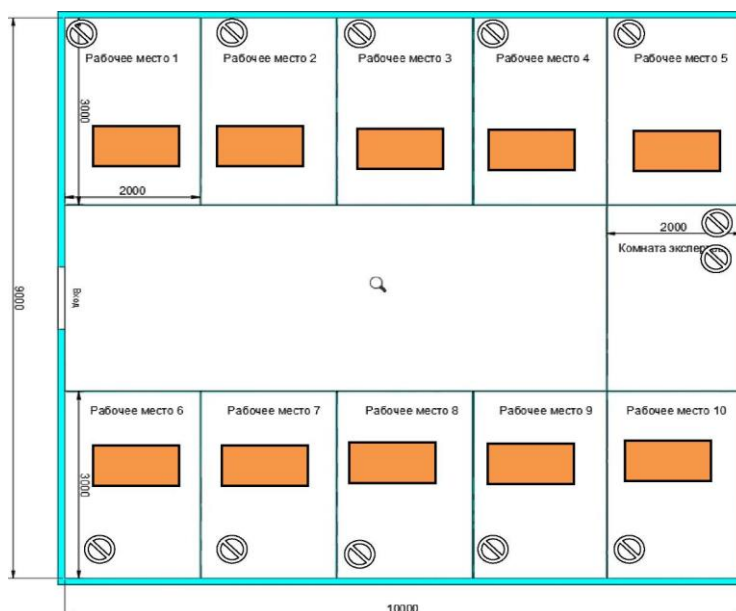 Рабочее место 1
Рабочее место 2
Рабочее место 3
Рабочее место 4
Рабочее место 5
3000
2000
2000
Комната
9000
Вход
Рабочее место 6
Рабочее место 7
Рабочее место 8
Рабочее место 9
Рабочее место 10
3000
10000